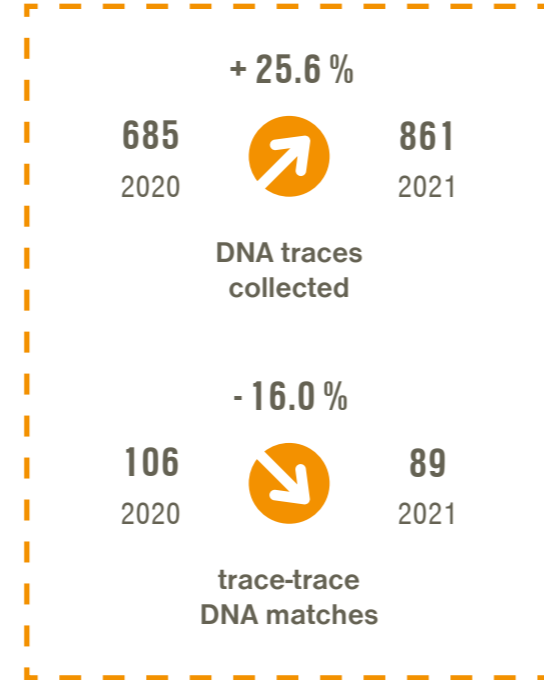 + 25.6 %
685 861
2020 2021
DNA traces
collected
- 16.0 %
106 89
2020 2021
trace-trace
DNA matches